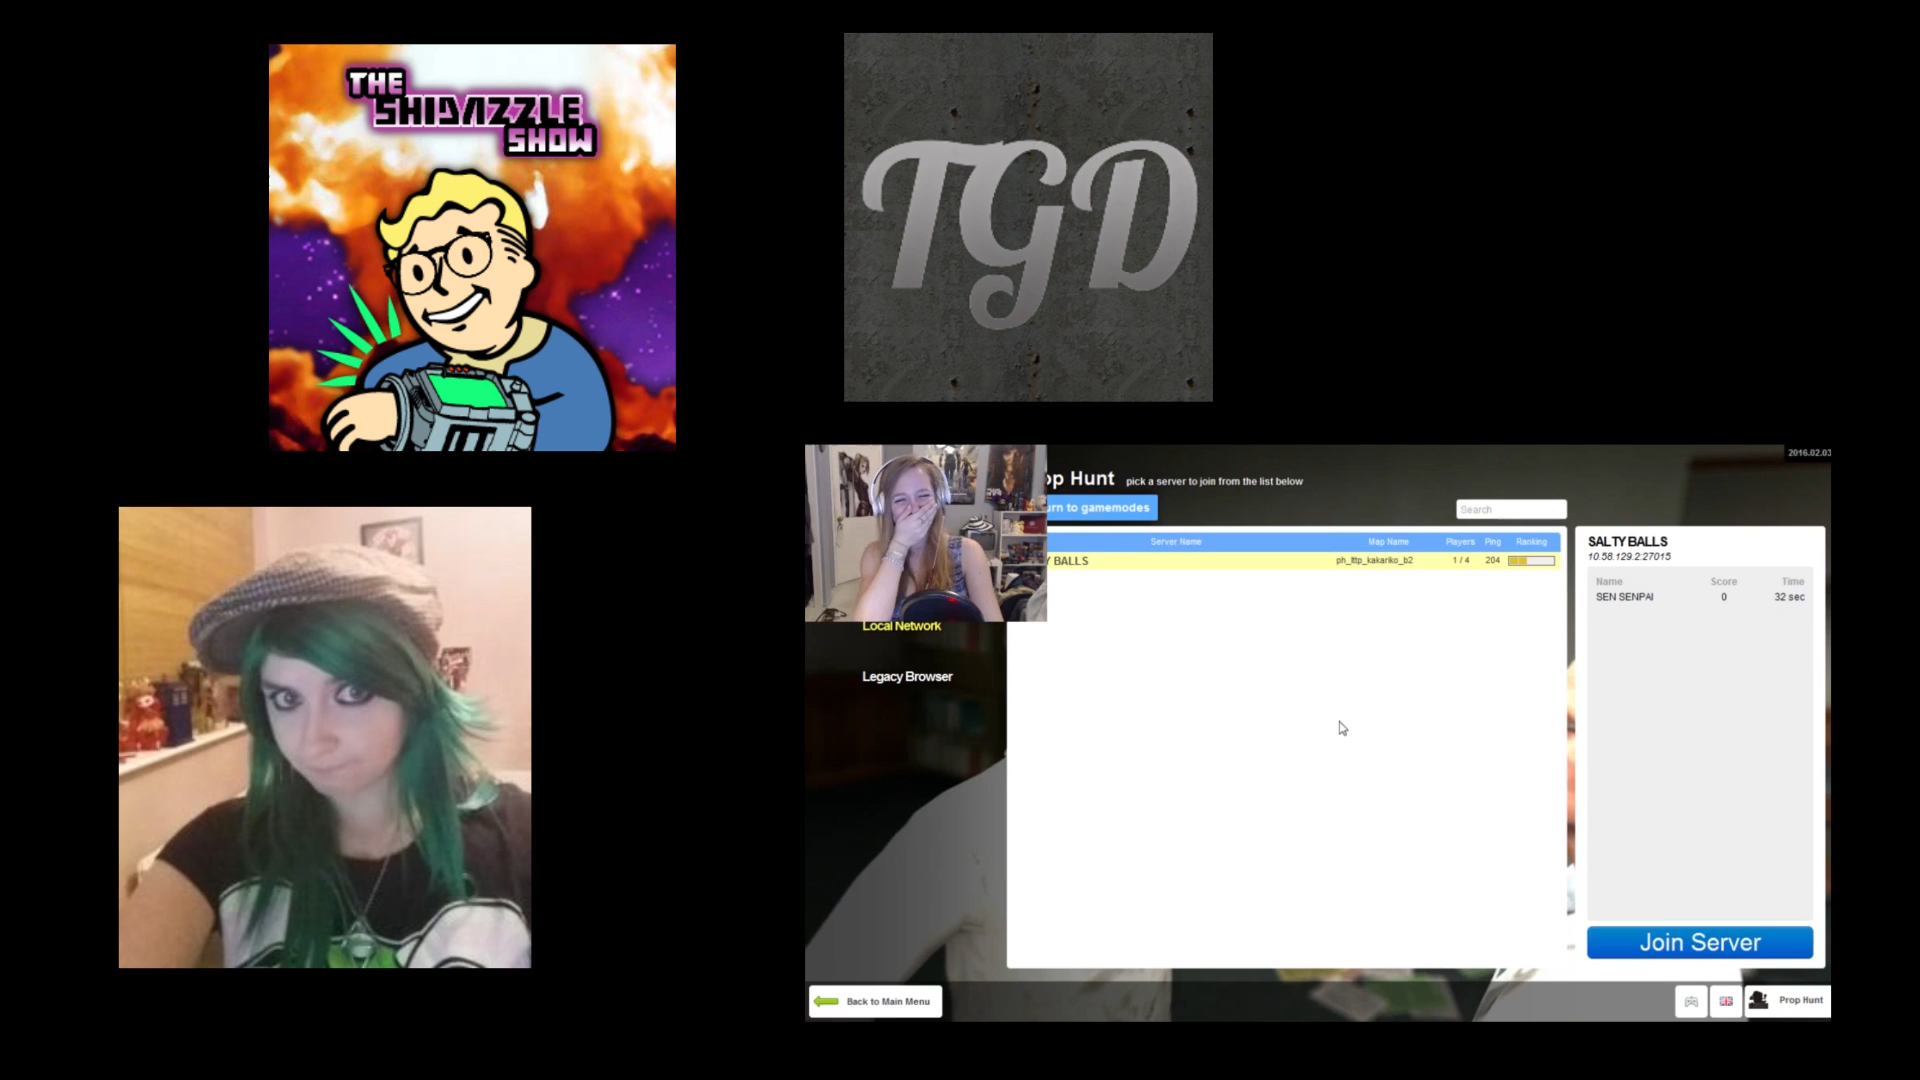 THE
SHIDAZZLE
SHOW
TGD
2016.02.03
op Hunt pick a server to join from the list below
urn to gamemodes
Search
Server Name Map Name Players Ping Ranking
Y BALLS ph_lttp_kakariko_b2 1 / 4 204
SALTY BALLS
10.58.129.2:27015
Name Score Time
SEN SENPAI 0 32 sec
Local Network
Legacy Browser
Join Server
Back to Main Menu
Prop Hunt